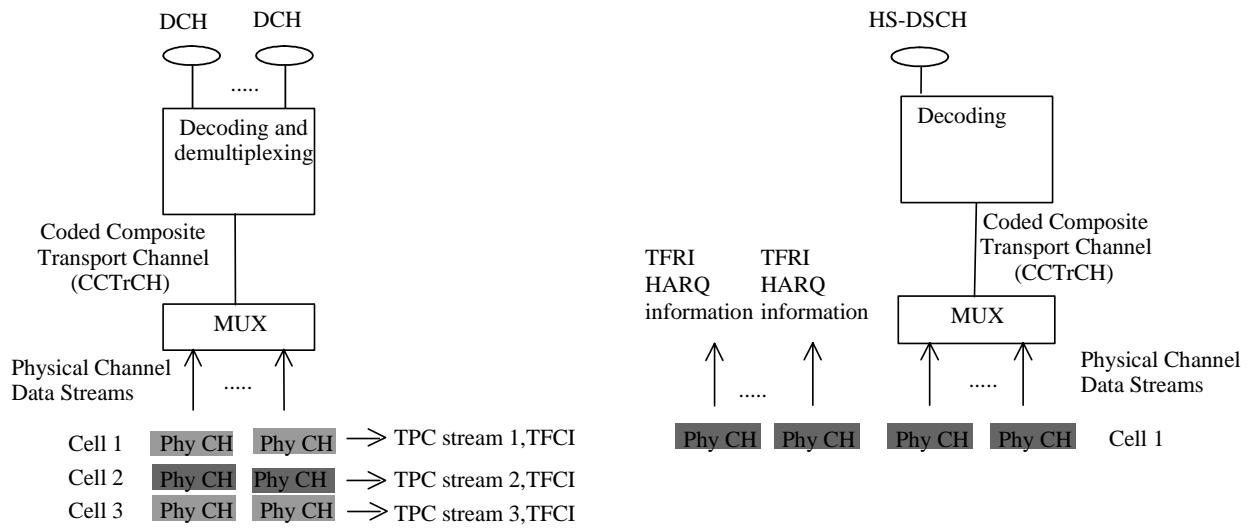 DCH
DCH
.....
Decoding and
demultiplexing
Coded Composite
Transport Channel
(CCTrCH)
MUX
Physical Channel
Data Streams
.....
Cell 1
Phy CH
Phy CH
TPC stream 1,TFCI
Cell 2
Phy CH
Phy CH
TPC stream 2,TFCI
Cell 3
Phy CH
Phy CH
TPC stream 3,TFCI
HS-DSCH
Decoding
Coded Composite
Transport Channel
(CCTrCH)
TFRI
HARQ
information
TFRI
HARQ
information
MUX
Physical Channel
Data Streams
.....
.....
Phy CH
Phy CH
Phy CH
Phy CH
Cell 1